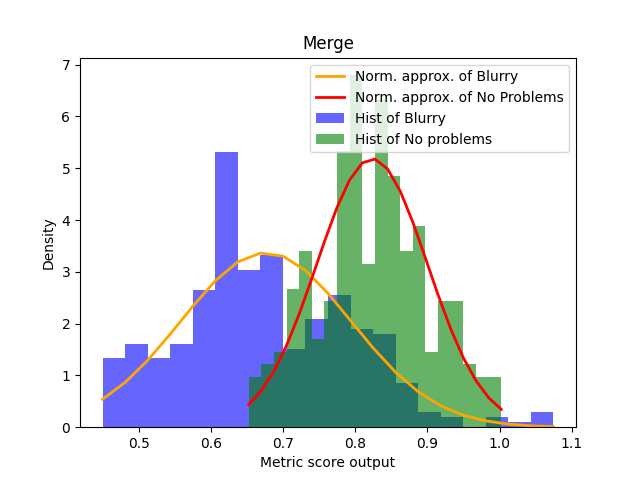 Merge
7
6
5
4
3
2
1
0
Density
Norm. approx. of Blurry
Norm. approx. of No Problems
Hist of Blurry
Hist of No problems
0.5 0.6 0.7 0.8 0.9 1.0 1.1
Metric score output